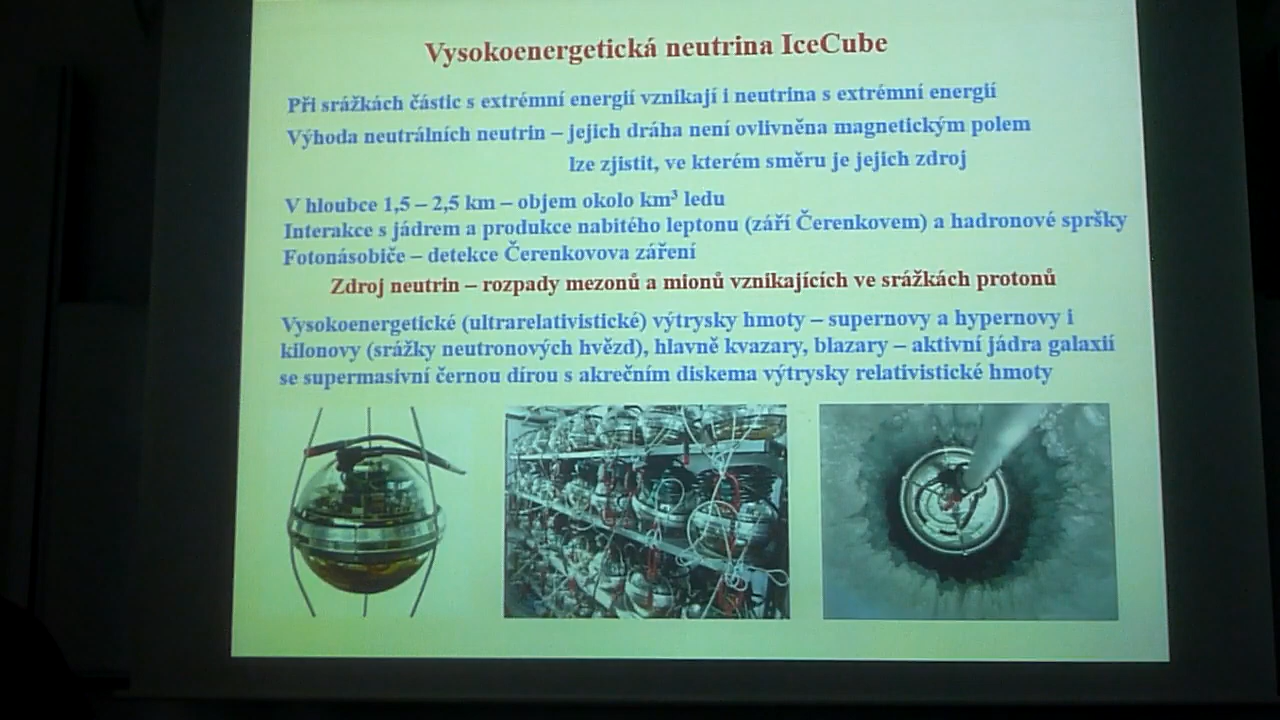 Vysokoenergetická neutrina IceCube
Při srážkách částic s extrémní energií vznikají i neutrina s extrémní energií
Výhoda neutrálních neutrin – jejich dráha není ovlivněna magnetickým polem
lze zjistit, ve kterém směru je jejich zdroj
V hloubce 1,5 – 2,5 km – objem okolo km³ ledu
Interakce s jádrem a produkce nabitého leptonu (září Čerenkovem) a hadronové spršky
Fotonásobiče – detekce Čerenkovova záření
Zdroj neutrin – rozpady mezonů a mionů vznikajících ve srážkách protonů
Vysokoenergetické (ultrarelativistické) výtrysky hmoty – supernovy a hypernovy i
kilonovy (srážky neutronových hvězd), hlavně kvazary, blazary – aktivní jádra galaxií
se supermasivní černou dírou s akrečním diskema výtrysky relativistické hmoty